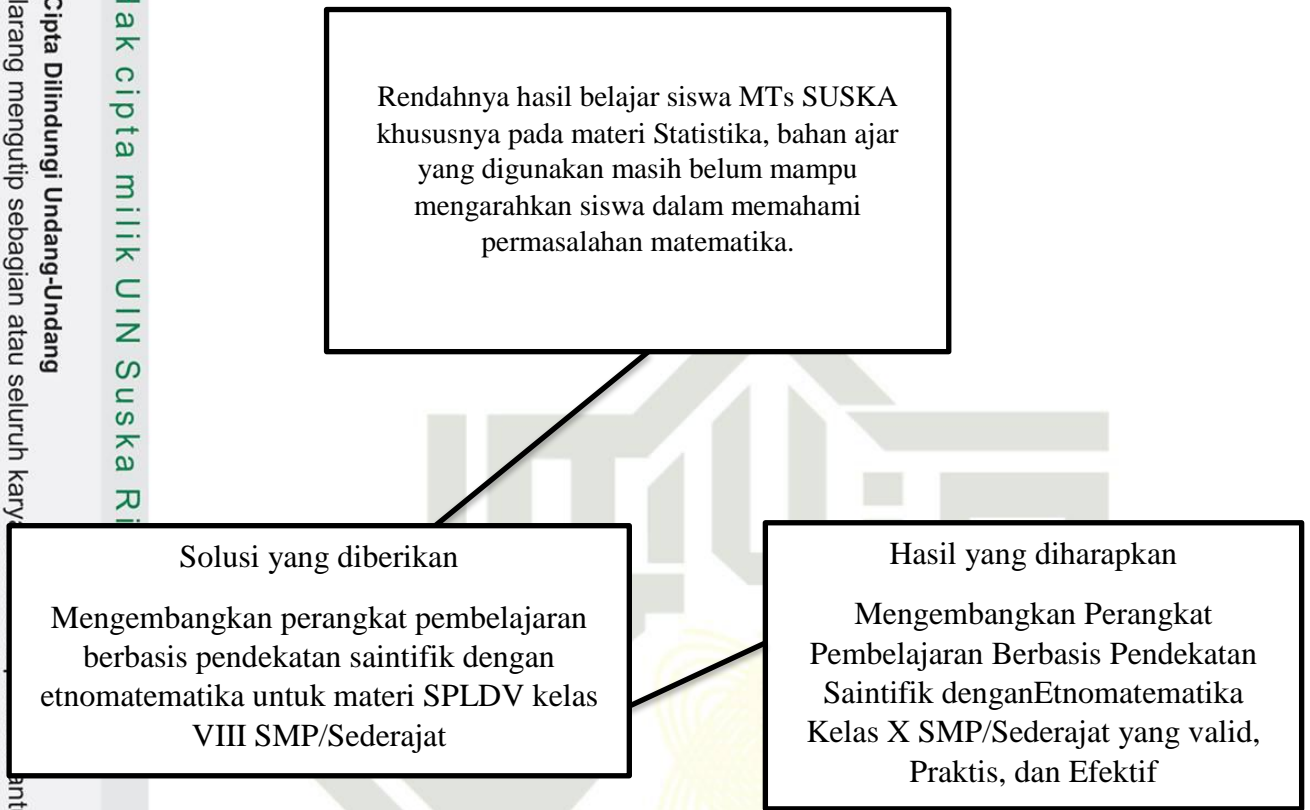 Rendahnya hasil belajar siswa MTs SUSKA
khususnya pada materi Statistika, bahan ajar
yang digunakan masih belum mampu
mengarahkan siswa dalam memahami
permasalahan matematika.
Solusi yang diberikan
Mengembangkan perangkat pembelajaran
berbasis pendekatan saintifik dengan
etnomatematika untuk materi SPLDV kelas
VIII SMP/Sederajat
Hasil yang diharapkan
Mengembangkan Perangkat
Pembelajaran Berbasis Pendekatan
Saintifik denganEtnomatematika
Kelas X SMP/Sederajat yang valid,
Praktis, dan Efektif
lak cipta milik UIN Suska Ri
Cipta Dilindungi Undang-Undang
larang mengutip sebagian atau seluruh karya